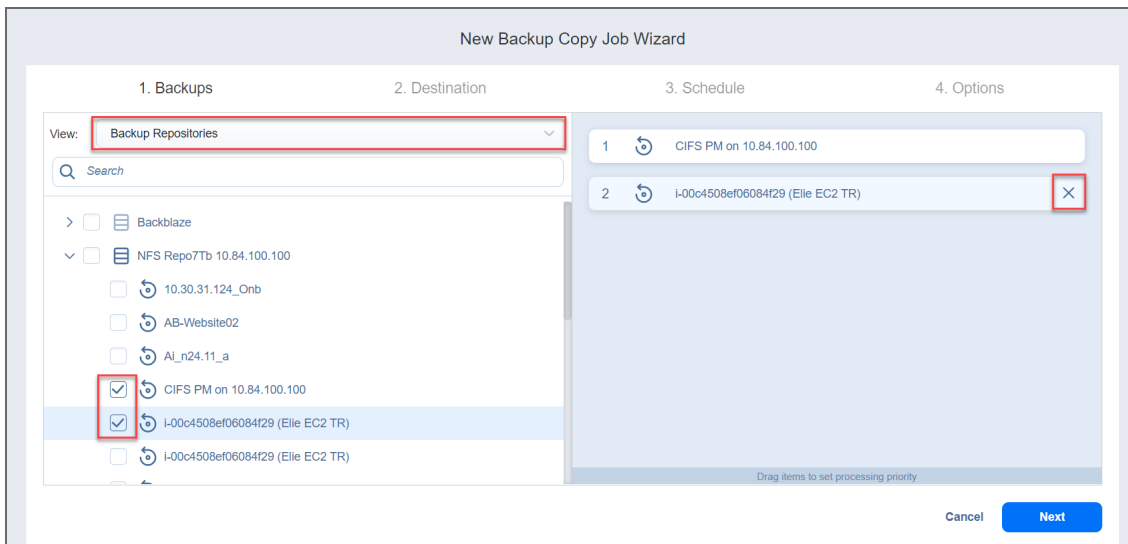 New Backup Copy Job Wizard
1. Backups
2. Destination
3. Schedule
4. Options
View:
Backup Repositories
Search
Backblaze
NFS Repo7Tb 10.84.100.100
10.30.31.124_Onb
AB-Website02
Ai_n24.11_a
CIFS PM on 10.84.100.100
i-00c4508ef06084f29 (Elie EC2 TR)
i-00c4508ef06084f29 (Elie EC2 TR)
1 CIFS PM on 10.84.100.100
2 i-00c4508ef06084f29 (Elie EC2 TR)
Drag items to set processing priority
Cancel
Next